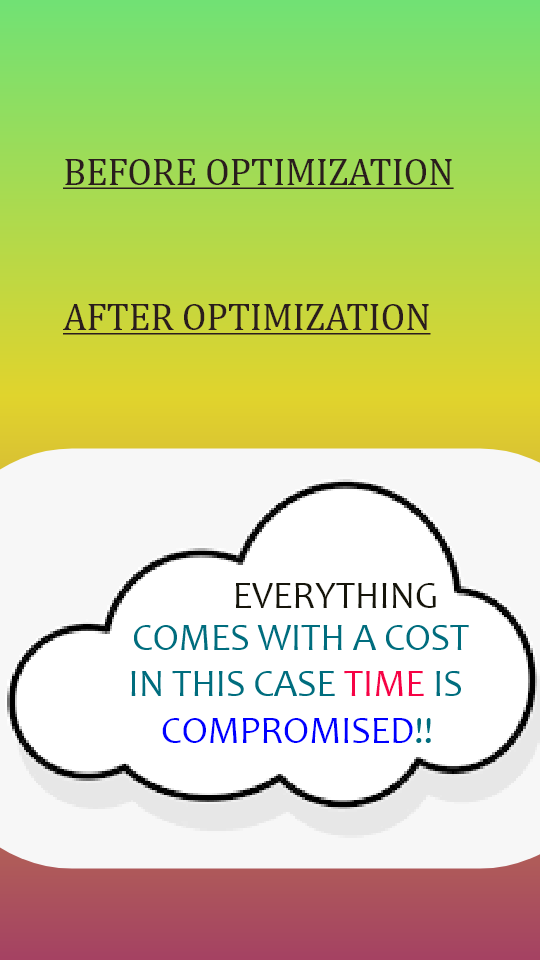 BEFORE OPTIMIZATION
AFTER OPTIMIZATION
EVERYTHING
COMES WITH A COST
IN THIS CASE TIME IS
COMPROMISED!!